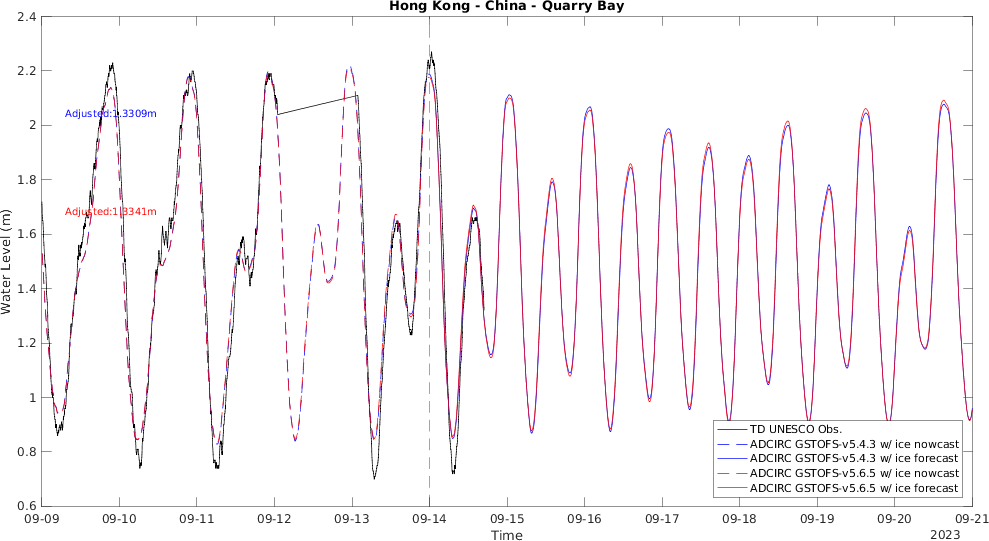 Hong Kong - China - Quarry Bay
2.4
2.2
2
1.8
1.6
1.4
1.2
1
0.8
0.6
Water Level (m)
Adjusted:1.3309m
Adjusted:1.3341m
TD UNESCO Obs.
ADCIRC GSTOFS-v5.4.3 w/ ice nowcast
ADCIRC GSTOFS-v5.4.3 w/ ice forecast
ADCIRC GSTOFS-v5.6.5 w/ ice nowcast
ADCIRC GSTOFS-v5.6.5 w/ ice forecast
09-09 09-10 09-11 09-12 09-13 09-14 09-15 09-16 09-17 09-18 09-19 09-20 09-21
Time
2023